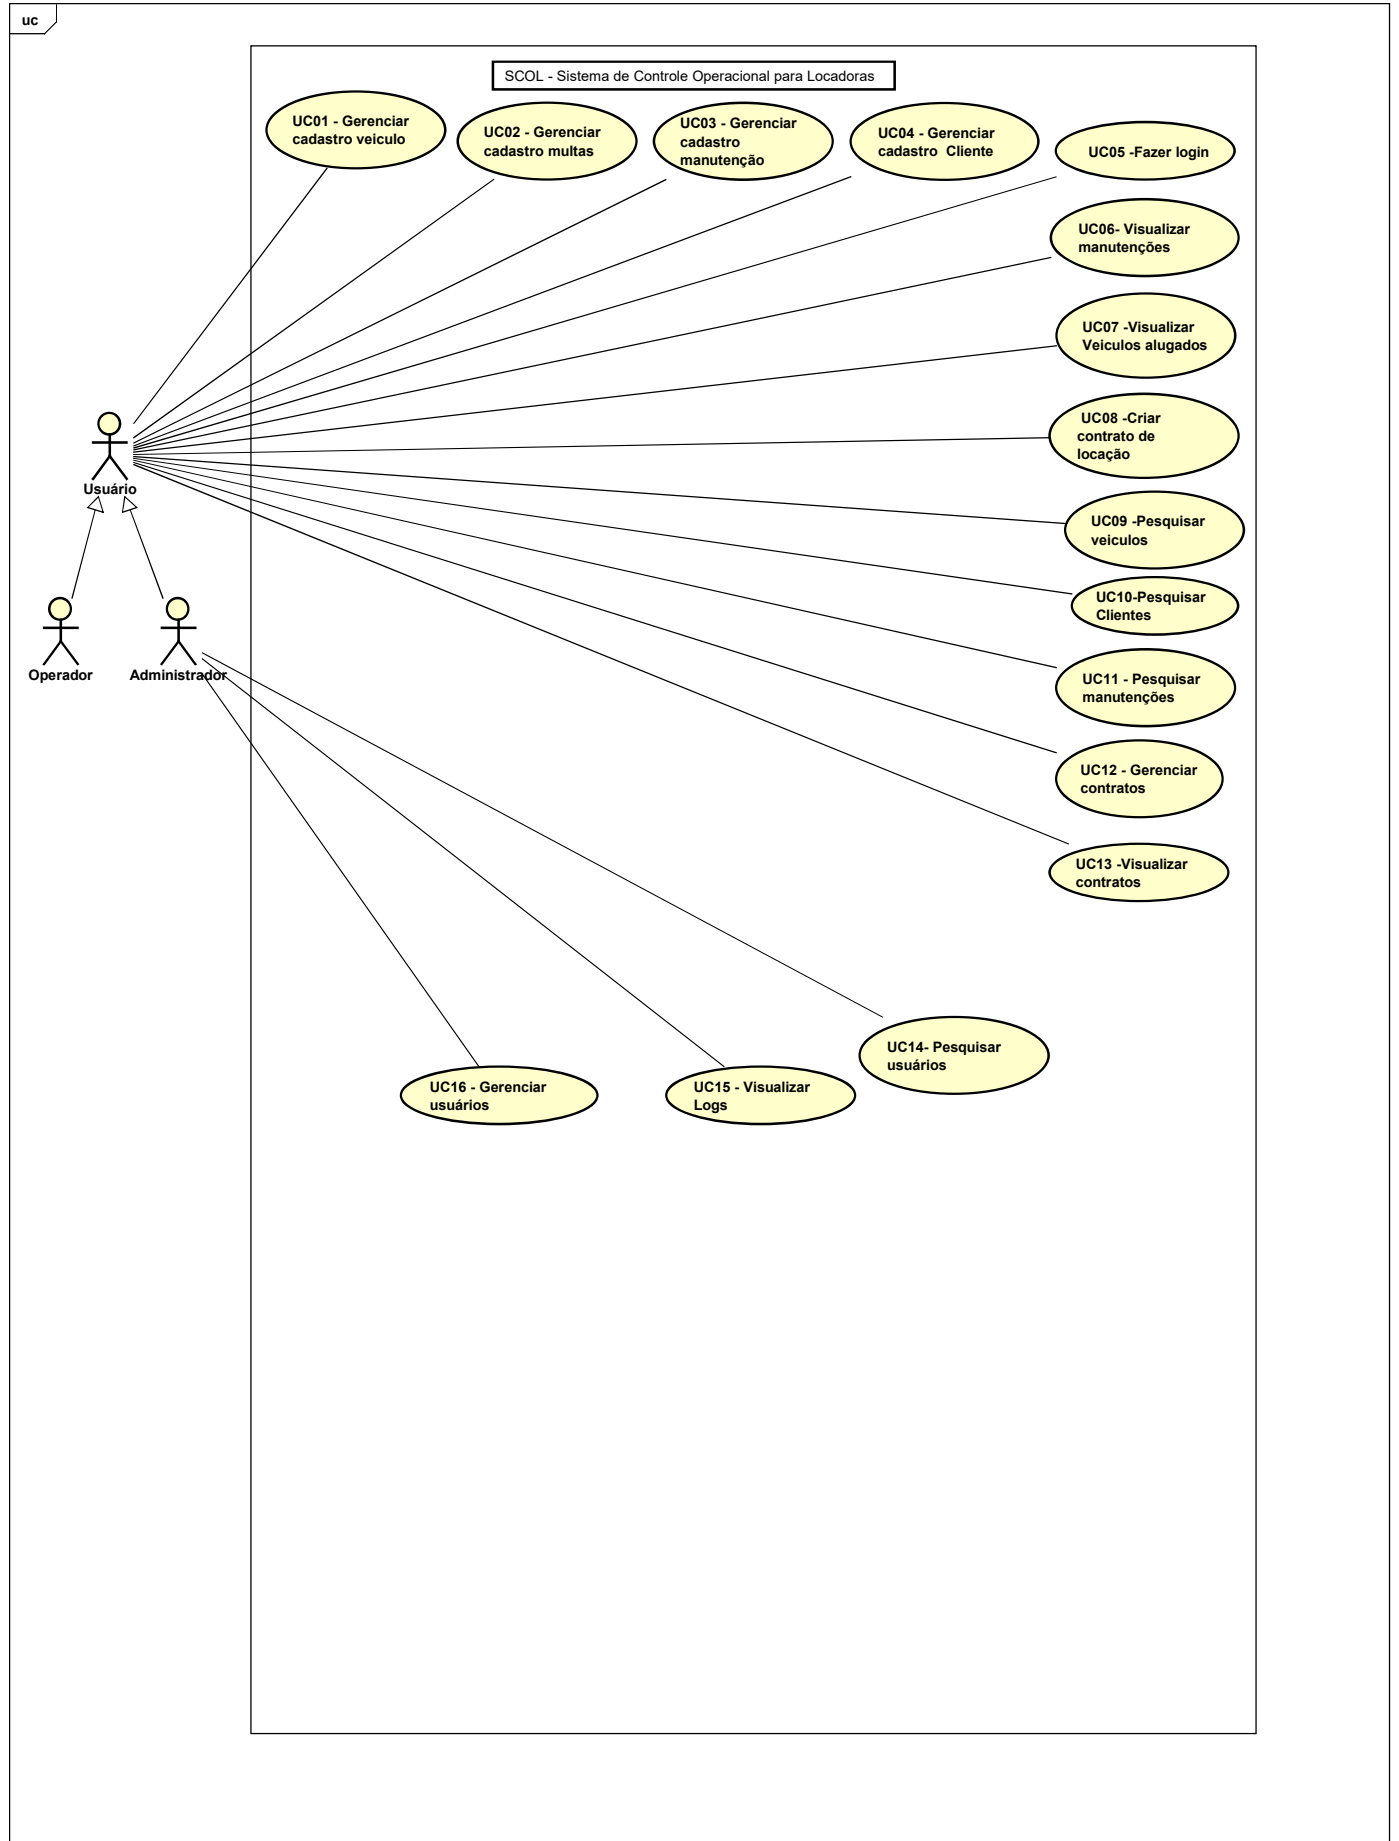 uc
SCOL - Sistema de Controle Operacional para Locadoras
UC01 - Gerenciar
cadastro veiculo
UC02 - Gerenciar
cadastro multas
UC03 - Gerenciar
cadastro
manutenção
UC04 - Gerenciar
cadastro  Cliente
UC05 -Fazer login
UC06- Visualizar
manutenções
UC07 -Visualizar
Veiculos alugados
UC08 -Criar
contrato de
locação
Usuário
UC09 -Pesquisar
veiculos
UC10-Pesquisar
Clientes
Operador
Administrador
UC11 - Pesquisar
manutenções
UC12 - Gerenciar
contratos
UC13 -Visualizar
contratos
UC14- Pesquisar
usuários
UC16 - Gerenciar
usuários
UC15 - Visualizar
Logs